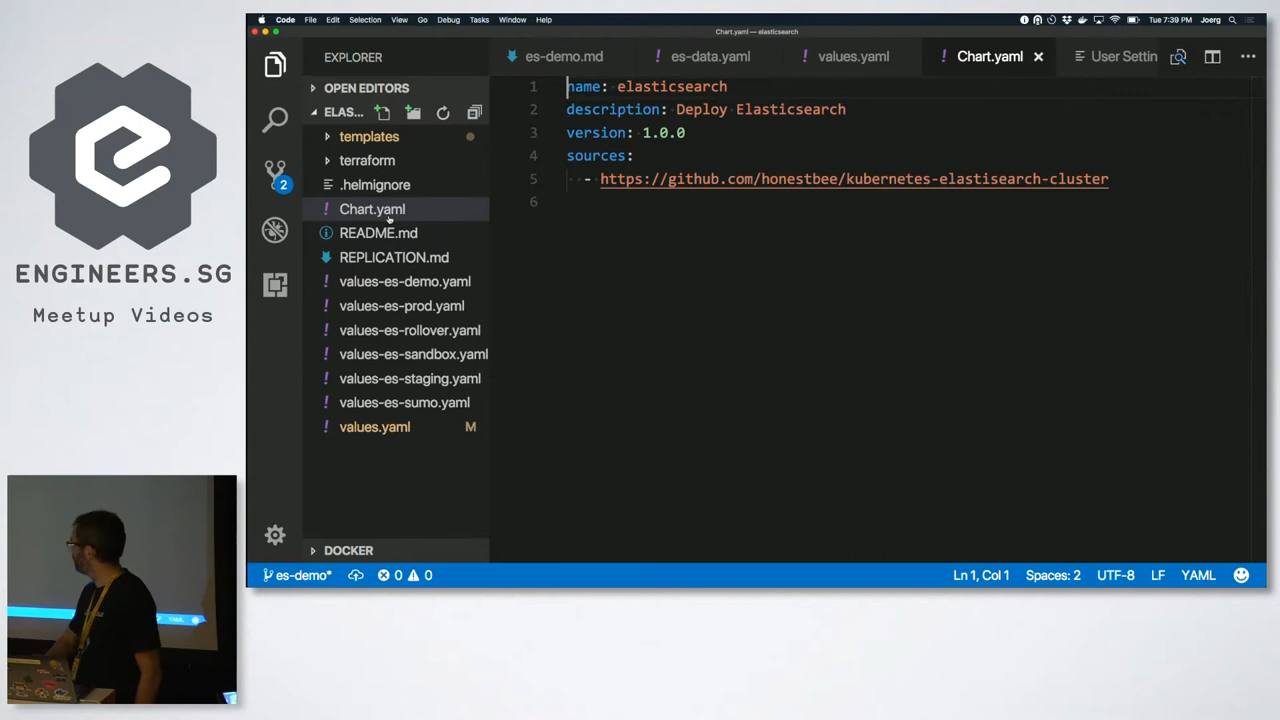 Code File Edit Selection View Go Debug Tasks Window Help
Tue 7:39 PM Joerg
Chart.yaml — elasticsearch
EXPLORER
es-demo.md
! es-data.yaml
! values.yaml
! Chart.yaml
User Settin
OPEN EDITORS
ELAS...
templates
terraform
.helmignore
! Chart.yaml
README.md
REPLICATION.md
! values-es-demo.yaml
! values-es-prod.yaml
! values-es-rollover.yaml
! values-es-sandbox.yaml
! values-es-staging.yaml
! values-es-sumo.yaml
! values.yaml M
2
DOCKER
1 name: elasticsearch
2 description: Deploy Elasticsearch
3 version: 1.0.0
4 sources:
5 - https://github.com/honestbee/kubernetes-elastisearch-cluster
6
es-demo* 0 0
Ln 1, Col 1 Spaces: 2 UTF-8 LF YAML
ENGINEERS.SG
Meetup Videos